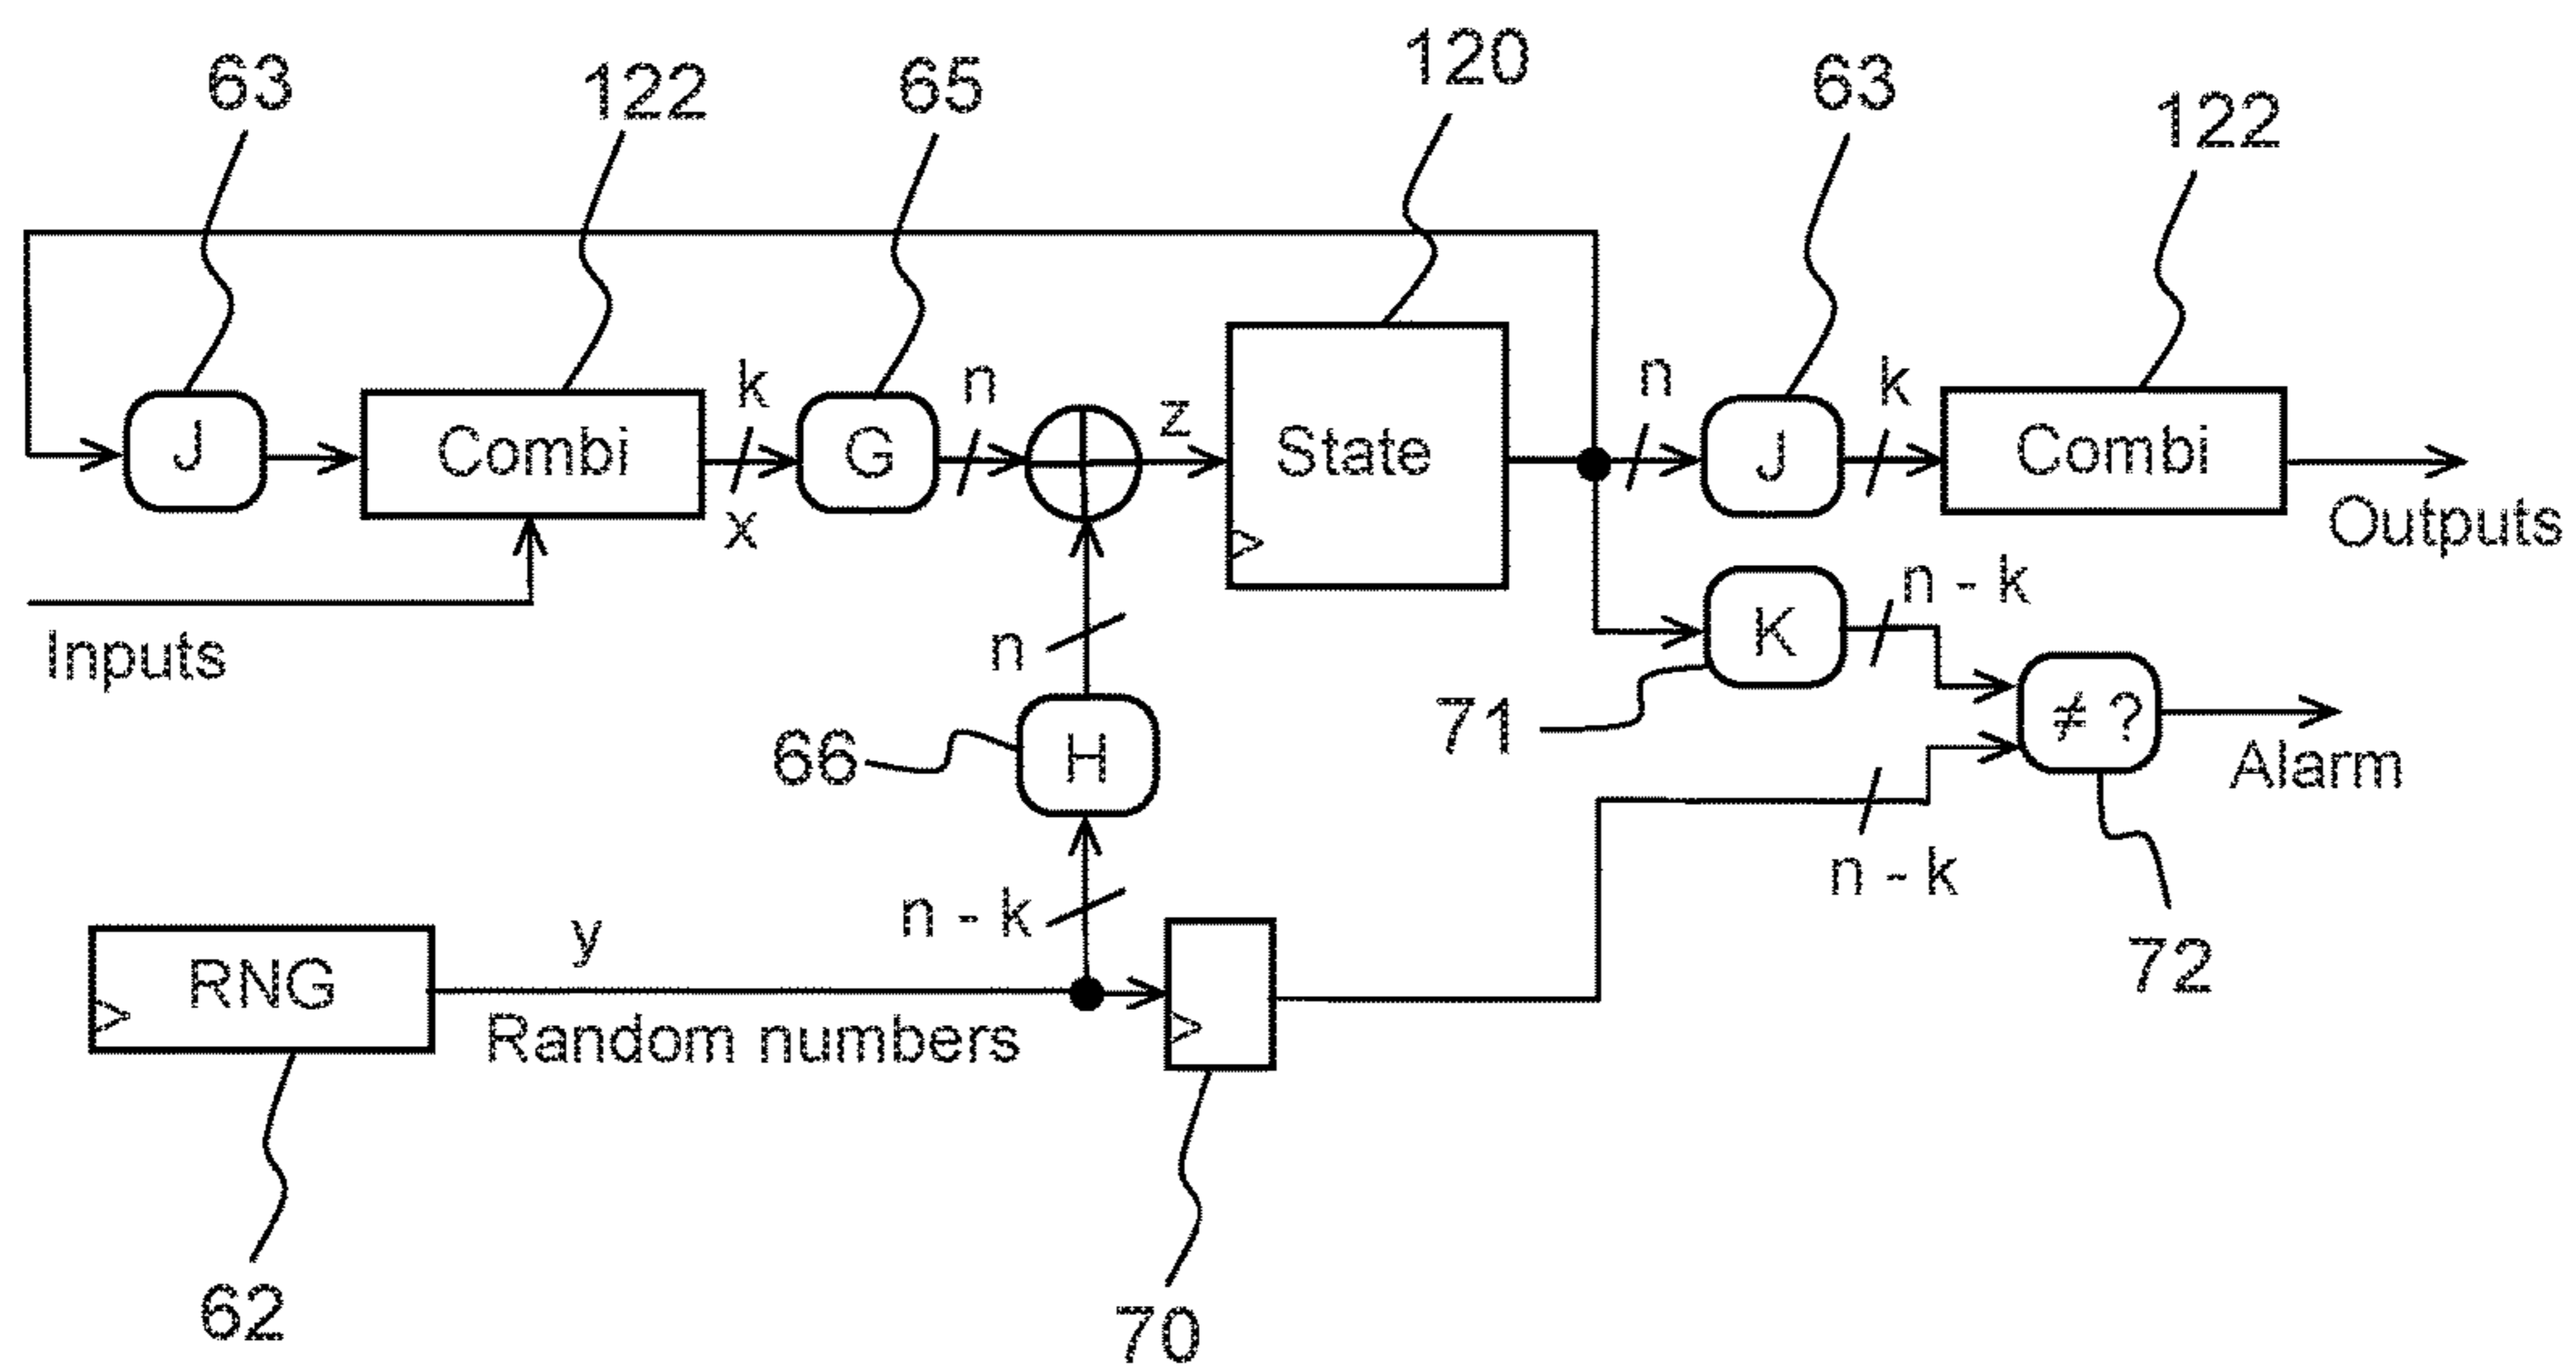 63
122
65
120
63
122
k
n
z
n
k
J
Combi
G
State
J
Combi
x
Outputs
Inputs
n
K
n - k
71
≠ ?
66
H
Alarm
n - k
n - k
72
RNG
y
Random numbers
62
70